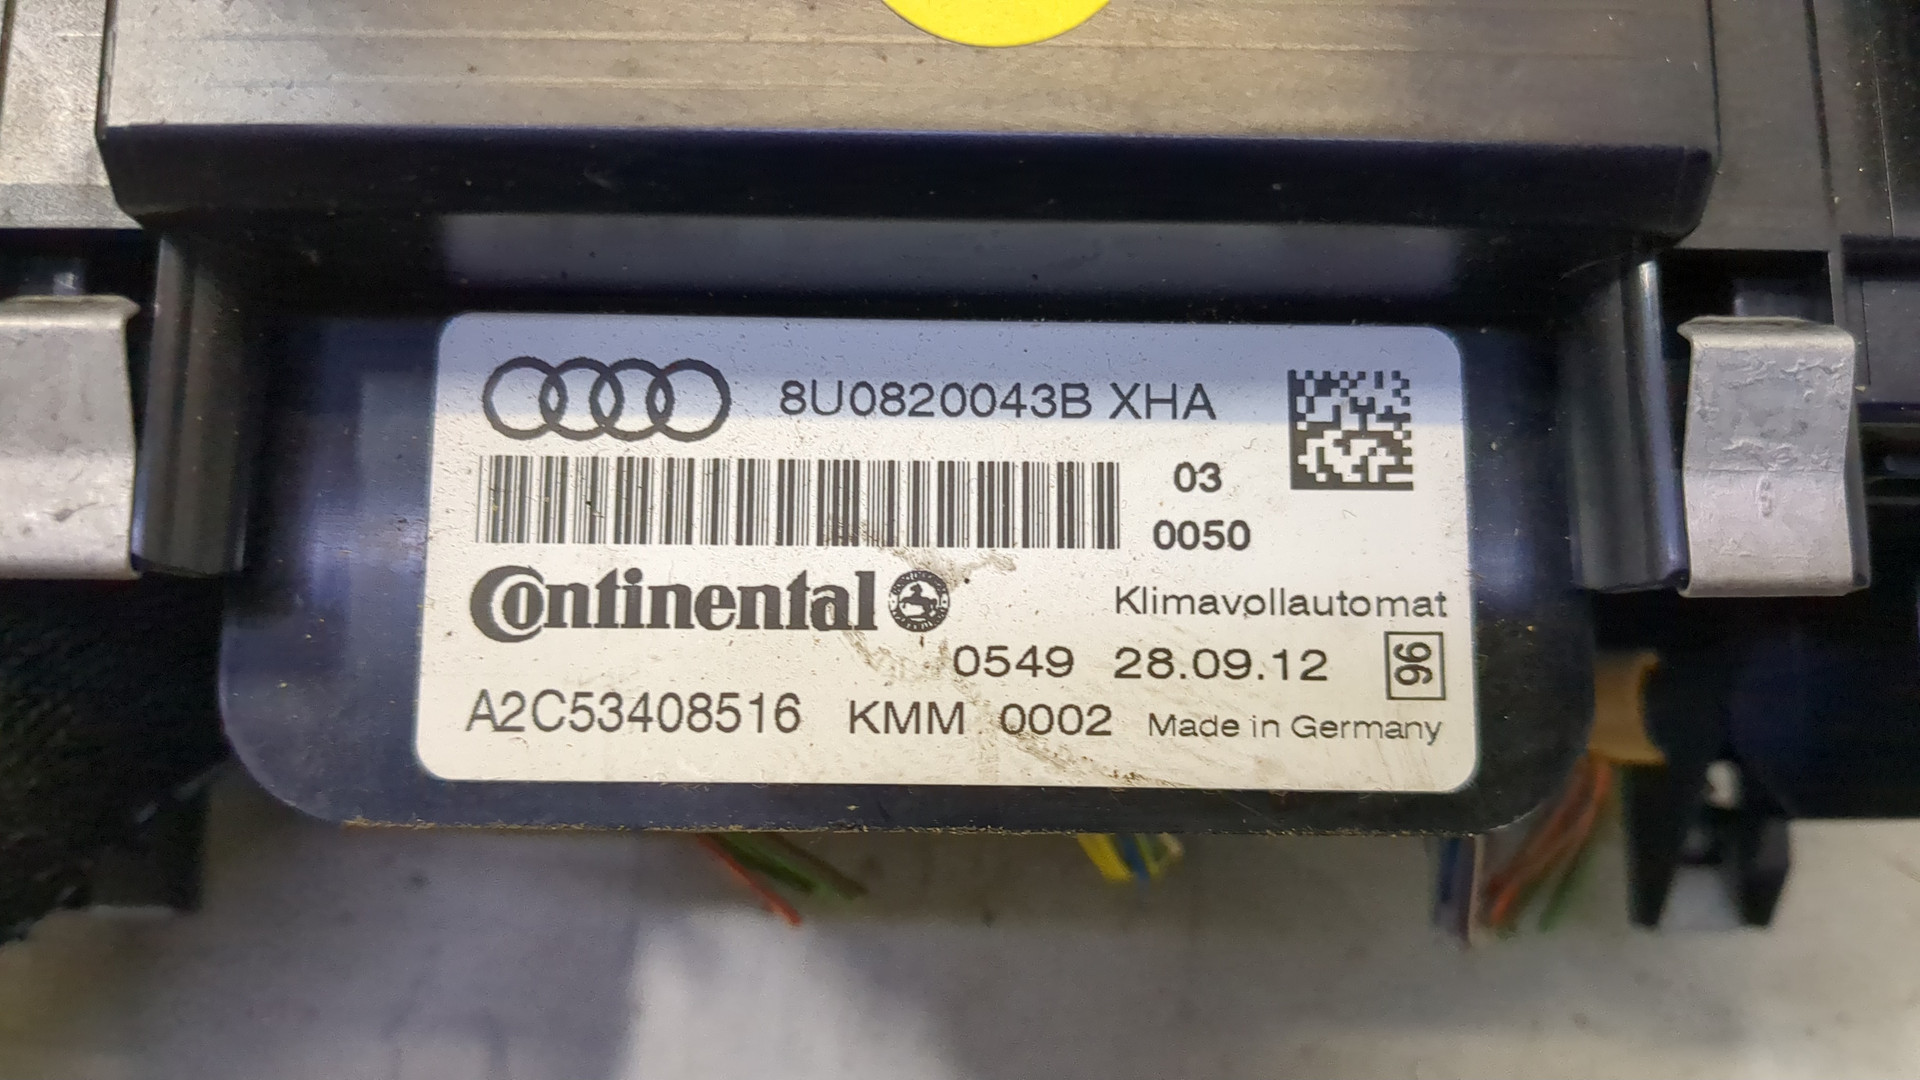 8U0820043B XHA
03
0050
Continental
Klimavollautomat
0549 28.09.12
96
A2C53408516 KMM 0002 Made in Germany